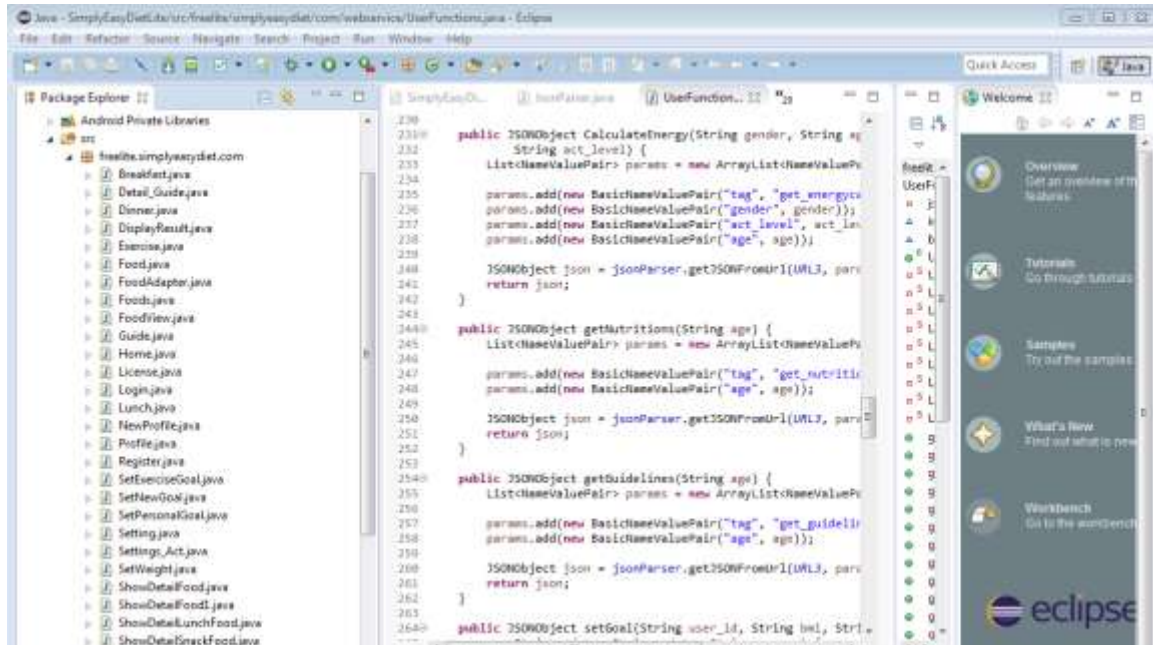 Java - SimplyEasyDietLite/src/freelite/simplyeasydiet/com/webservice/UserFunctions.java - Eclipse
File Edit Refactor Source Navigate Search Project Run Window Help
Quick Access
Java
Package Explorer
Android Private Libraries
src
freelite.simplyeasydiet.com
Breakfast.java
Detail_Guide.java
Dinner.java
DisplayResult.java
Exercise.java
Food.java
FoodAdapter.java
Foods.java
FoodView.java
Guide.java
Home.java
License.java
Login.java
Lunch.java
NewProfile.java
Profile.java
Register.java
SetExerciseGoal.java
SetNewGoal.java
SetPersonalGoal.java
Setting.java
Settings_Act.java
SetWeight.java
ShowDetailFood.java
ShowDetailFood1.java
ShowDetailLunchFood.java
ShowDetailSnackFood.java
SimplyEasyDi... JsonParser.java UserFunction... 29
230
231 public JSONObject CalculateEnergy(String gender, String ag
232 String act_level) {
233 List<NameValuePair> params = new ArrayList<NameValuePa
234
235 params.add(new BasicNameValuePair("tag", "get_energyca
236 params.add(new BasicNameValuePair("gender", gender));
237 params.add(new BasicNameValuePair("act_level", act_lev
238 params.add(new BasicNameValuePair("age", age));
239
240 JSONObject json = jsonParser.getJSONFromUrl(URL3, para
241 return json;
242 }
243
244 public JSONObject getNutritions(String age) {
245 List<NameValuePair> params = new ArrayList<NameValuePa
246
247 params.add(new BasicNameValuePair("tag", "get_nutritio
248 params.add(new BasicNameValuePair("age", age));
249
250 JSONObject json = jsonParser.getJSONFromUrl(URL3, para
251 return json;
252 }
253
254 public JSONObject getGuidelines(String age) {
255 List<NameValuePair> params = new ArrayList<NameValuePa
256
257 params.add(new BasicNameValuePair("tag", "get_guidelin
258 params.add(new BasicNameValuePair("age", age));
259
260 JSONObject json = jsonParser.getJSONFromUrl(URL3, para
261 return json;
262 }
263
264 public JSONObject setGoal(String user_id, String bmi, Stri
freelit
UserF
Welcome
Overview
Get an overview of th
features
Tutorials
Go through tutorials
Samples
Try out the samples
What's New
Find out what is new
Workbench
Go to the workbench
eclipse